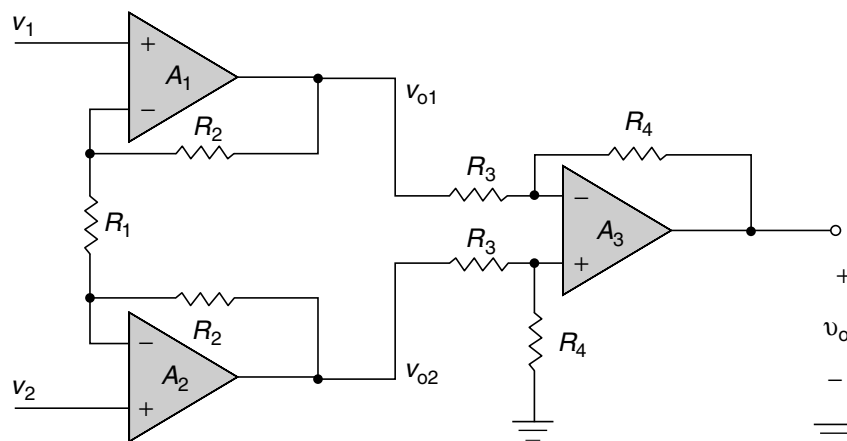 v1
+
A1
−
vo1
R2
R4
R3
R1
−
A3
R3
+
+
R2
R4
υo
−
A2
−
v2
+
vo2